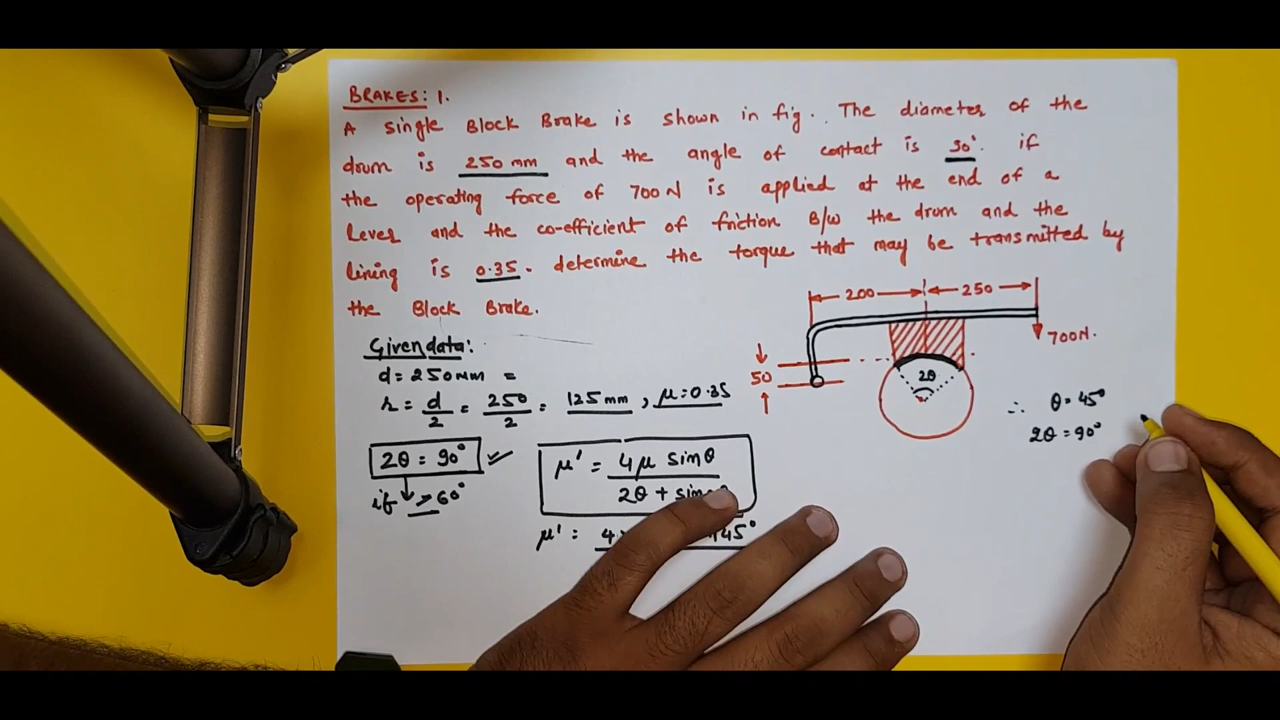 BRAKES: 1.
A single Block Brake is shown in fig. The diameter of the
drum is 250 mm and the angle of contact is 90°. if
the operating force of 700 N is applied at the end of a
Lever and the co-efficient of friction B/w the drum and the
lining is 0.35. determine the torque that may be transmitted by
the Block Brake.
200
250
700N.
50
2θ
Givendata:
d = 250 mm =
r = d/2 = 250/2 = 125 mm, μ = 0.35
2θ = 90°
if > 60°
μ' = 4μ sinθ / 2θ + sin
μ' = 4 45°
∴ θ = 45°
2θ = 90°